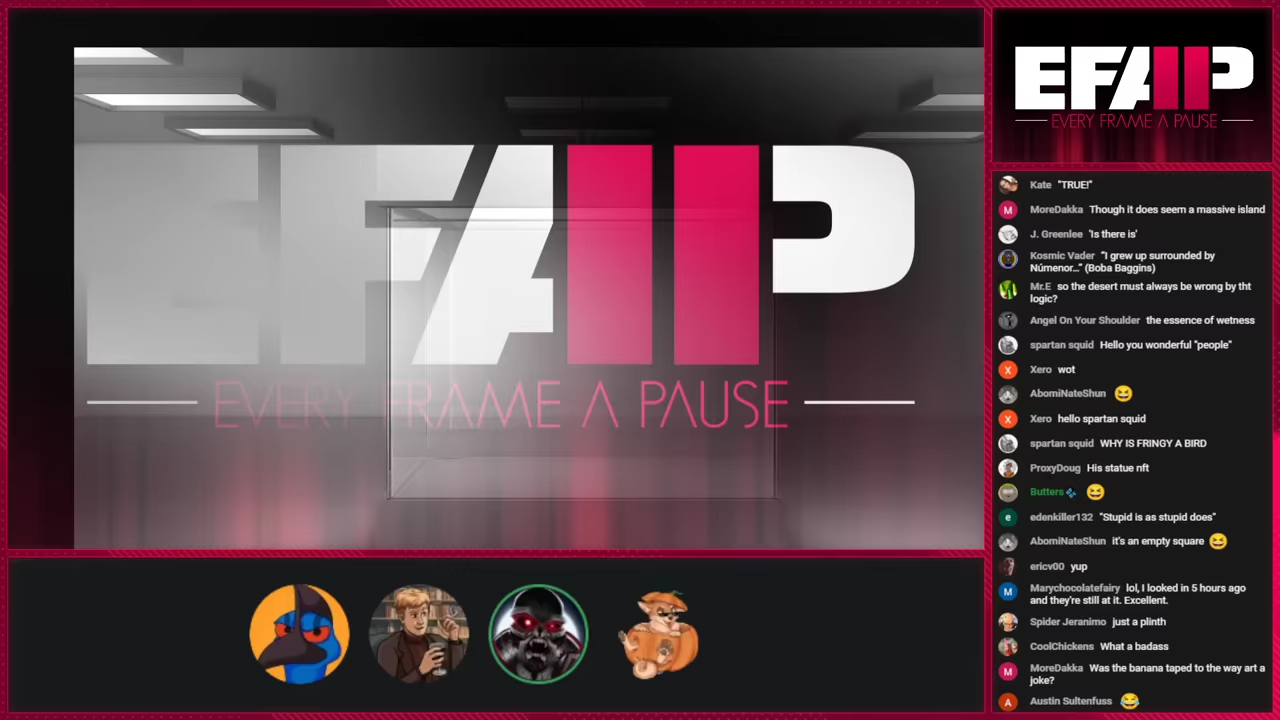 EFAP
EVERY FRAME A PAUSE
EFAP
EVERY FRAME A PAUSE
Kate "TRUE!"
M MoreDakka Though it does seem a massive island
J. Greenlee 'Is there is'
Kosmic Vader "I grew up surrounded by
Númenor..." (Boba Baggins)
Mr.E so the desert must always be wrong by tht
logic?
Angel On Your Shoulder the essence of wetness
spartan squid Hello you wonderful "people"
X Xero wot
AbomiNateShun 😆
X Xero hello spartan squid
spartan squid WHY IS FRINGY A BIRD
ProxyDoug His statue nft
Butters 😆
e edenkiller132 "Stupid is as stupid does"
AbomiNateShun it's an empty square 😆
ericv00 yup
M Marychocolatefairy lol, I looked in 5 hours ago
and they're still at it. Excellent.
Spider Jeranimo just a plinth
CoolChickens What a badass
M MoreDakka Was the banana taped to the way art a
joke?
A Austin Sultenfuss 😂